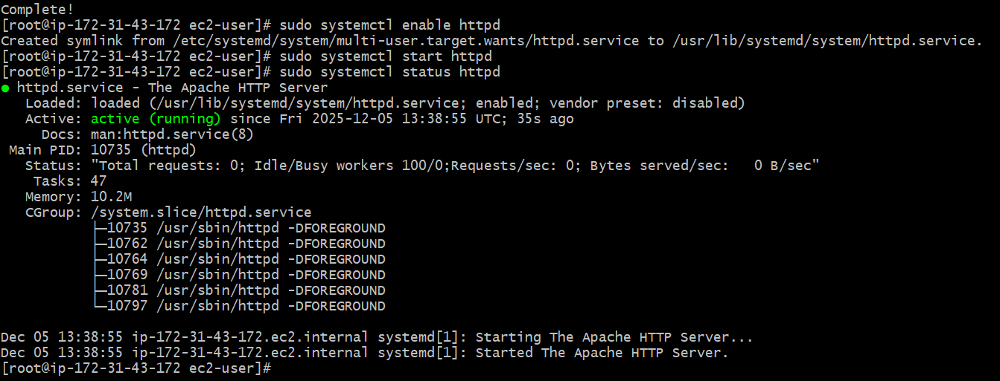 Complete!
[root@ip-172-31-43-172 ec2-user]# sudo systemctl enable httpd
Created symlink from /etc/systemd/system/multi-user.target.wants/httpd.service to /usr/lib/systemd/system/httpd.service.
[root@ip-172-31-43-172 ec2-user]# sudo systemctl start httpd
[root@ip-172-31-43-172 ec2-user]# sudo systemctl status httpd
● httpd.service - The Apache HTTP Server
   Loaded: loaded (/usr/lib/systemd/system/httpd.service; enabled; vendor preset: disabled)
   Active: active (running) since Fri 2025-12-05 13:38:55 UTC; 35s ago
     Docs: man:httpd.service(8)
 Main PID: 10735 (httpd)
   Status: "Total requests: 0; Idle/Busy workers 100/0;Requests/sec: 0; Bytes served/sec:   0 B/sec"
    Tasks: 47
   Memory: 10.2M
   CGroup: /system.slice/httpd.service
           ├─10735 /usr/sbin/httpd -DFOREGROUND
           ├─10762 /usr/sbin/httpd -DFOREGROUND
           ├─10764 /usr/sbin/httpd -DFOREGROUND
           ├─10769 /usr/sbin/httpd -DFOREGROUND
           ├─10781 /usr/sbin/httpd -DFOREGROUND
           └─10797 /usr/sbin/httpd -DFOREGROUND

Dec 05 13:38:55 ip-172-31-43-172.ec2.internal systemd[1]: Starting The Apache HTTP Server...
Dec 05 13:38:55 ip-172-31-43-172.ec2.internal systemd[1]: Started The Apache HTTP Server.
[root@ip-172-31-43-172 ec2-user]#